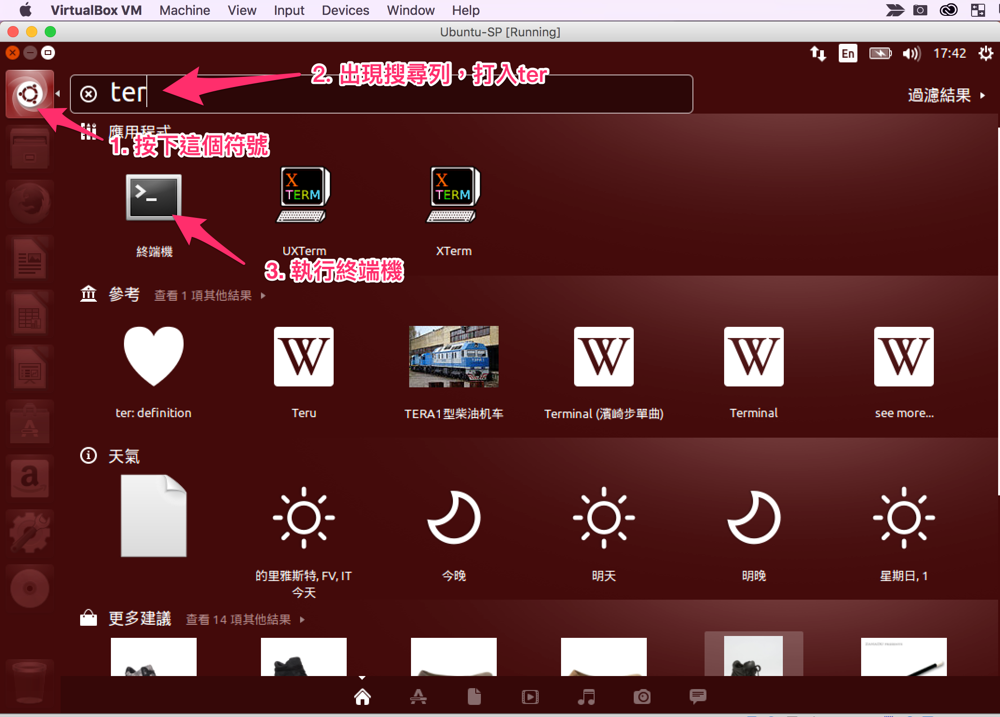 VirtualBox VM Machine View Input Devices Window Help
Ubuntu-SP [Running]
En 17:42
2. 出現搜尋列，打入ter
ter
過濾結果
應用程式
1. 按下這個符號
X
TERM
X
TERM
終端機 UXTerm XTerm
3. 執行終端機
參考 查看 1 項其他結果
W W W W
ter: definition Teru TERA1型柴油机车 Terminal (濱崎步單曲) Terminal see more...
天氣
的里雅斯特, FV, IT 今晚 明天 明晚 星期日, 1
今天
更多建議 查看 14 項其他結果